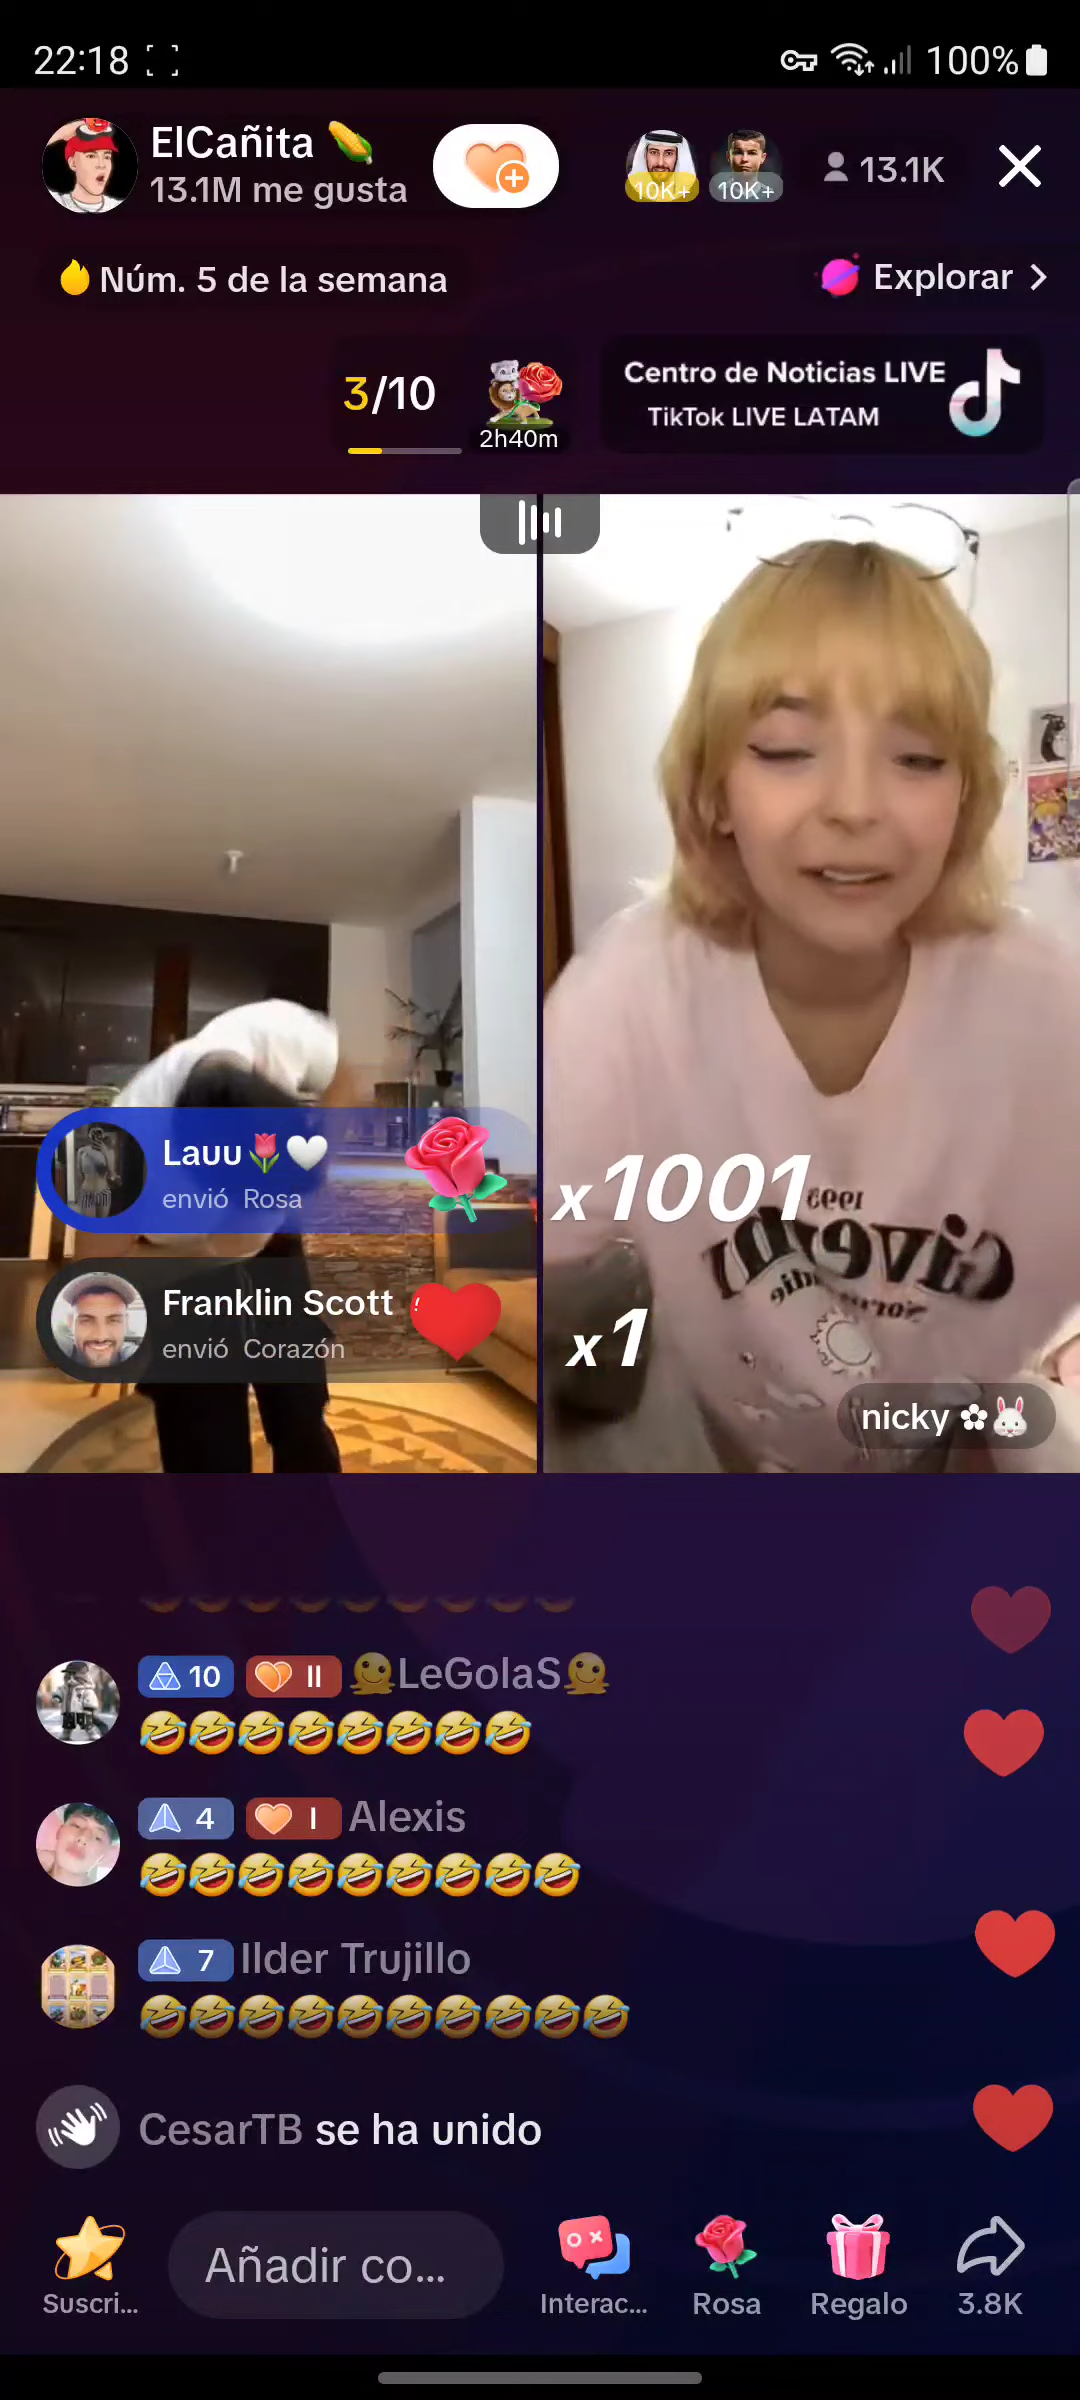 22:18
100%
ElCañita
13.1M me gusta
10K+
10K+
13.1K
Núm. 5 de la semana
Explorar
3/10
2h40m
Centro de Noticias LIVE
TikTok LIVE LATAM
Lauu
envió Rosa
x1001
Franklin Scott
envió Corazón
x1
nicky
10
II
LeGolaS
4
I
Alexis
7
Ilder Trujillo
CesarTB se ha unido
Añadir co...
Suscri...
Interac...
Rosa
Regalo
3.8K